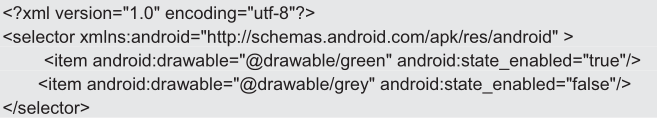 <?xml version="1.0" encoding="utf-8"?>
<selector xmlns:android="http://schemas.android.com/apk/res/android" >
<item android:drawable="@drawable/green" android:state_enabled="true"/>
<item android:drawable="@drawable/grey" android:state_enabled="false"/>
</selector>